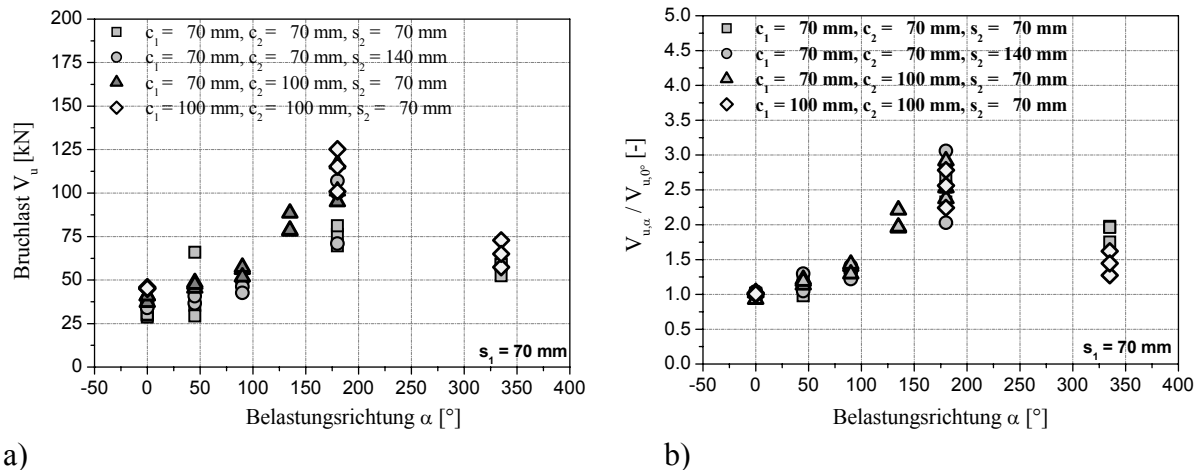 200
175
150
125
100
75
50
25
0
Bruchlast V_u [kN]
c_1 = 70 mm, c_2 = 70 mm, s_2 = 70 mm
c_1 = 70 mm, c_2 = 70 mm, s_2 = 140 mm
c_1 = 70 mm, c_2 = 100 mm, s_2 = 70 mm
c_1 = 100 mm, c_2 = 100 mm, s_2 = 70 mm
s_1 = 70 mm
-50 0 50 100 150 200 250 300 350 400
Belastungsrichtung α [°]
a)
5.0
4.5
4.0
3.5
3.0
2.5
2.0
1.5
1.0
0.5
0.0
V_u,α / V_u,0° [-]
c_1 = 70 mm, c_2 = 70 mm, s_2 = 70 mm
c_1 = 70 mm, c_2 = 70 mm, s_2 = 140 mm
c_1 = 70 mm, c_2 = 100 mm, s_2 = 70 mm
c_1 = 100 mm, c_2 = 100 mm, s_2 = 70 mm
s_1 = 70 mm
-50 0 50 100 150 200 250 300 350 400
Belastungsrichtung α [°]
b)